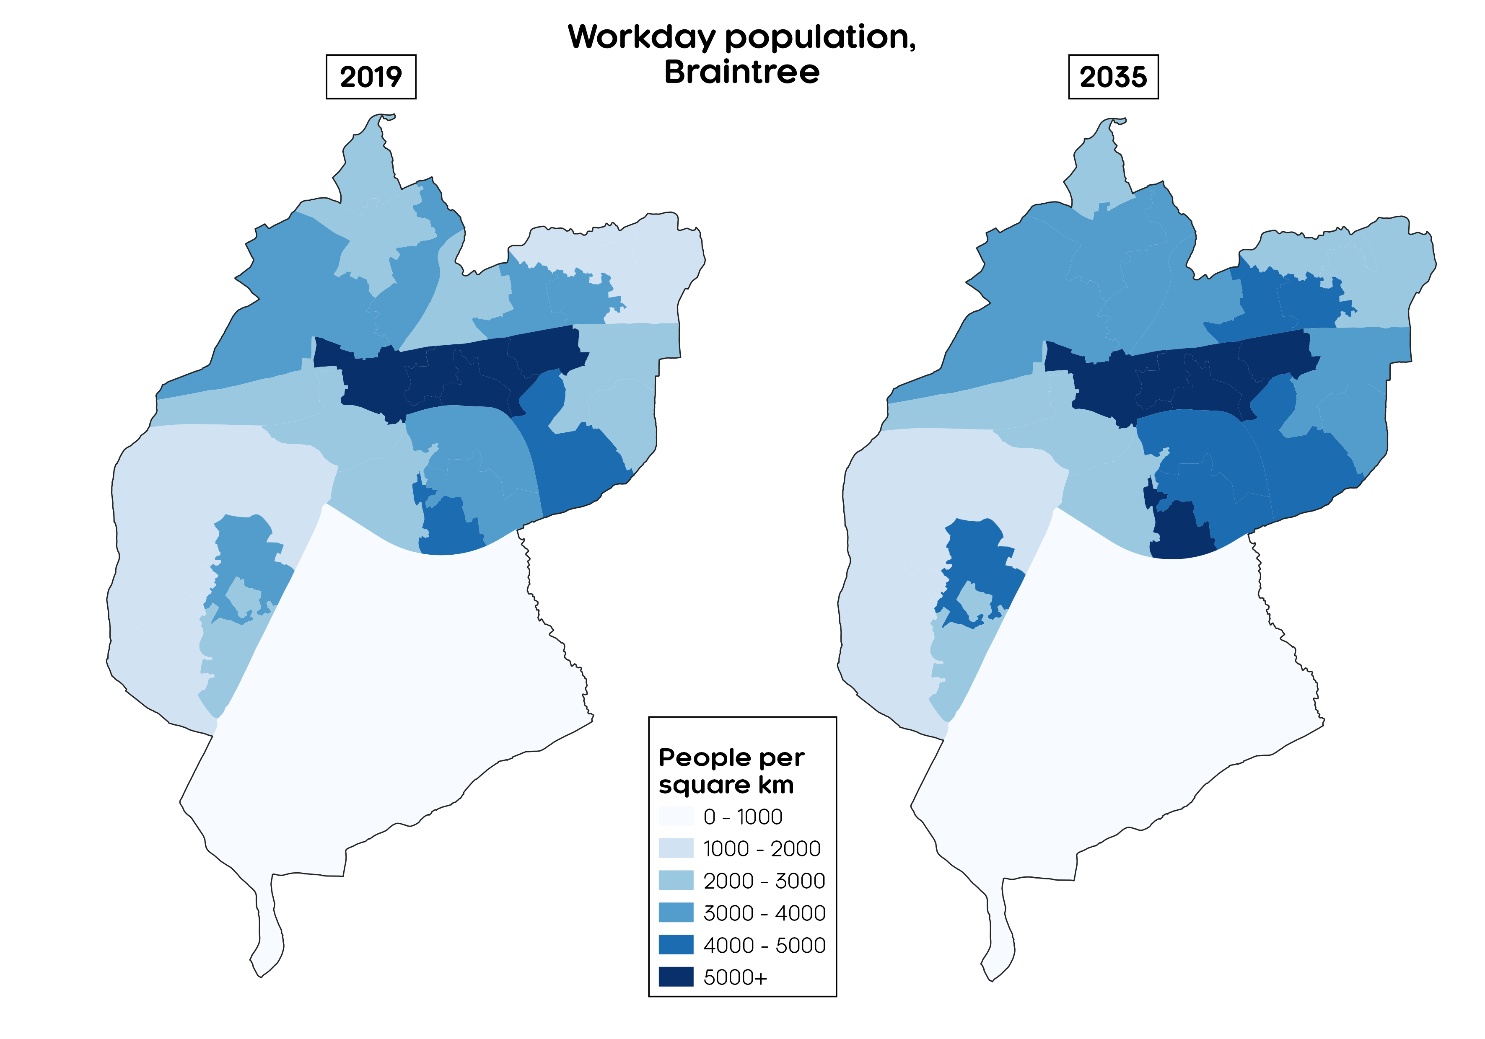 Workday population,
Braintree
2019
2035
People per
square km
0 - 1000
1000 - 2000
2000 - 3000
3000 - 4000
4000 - 5000
5000+